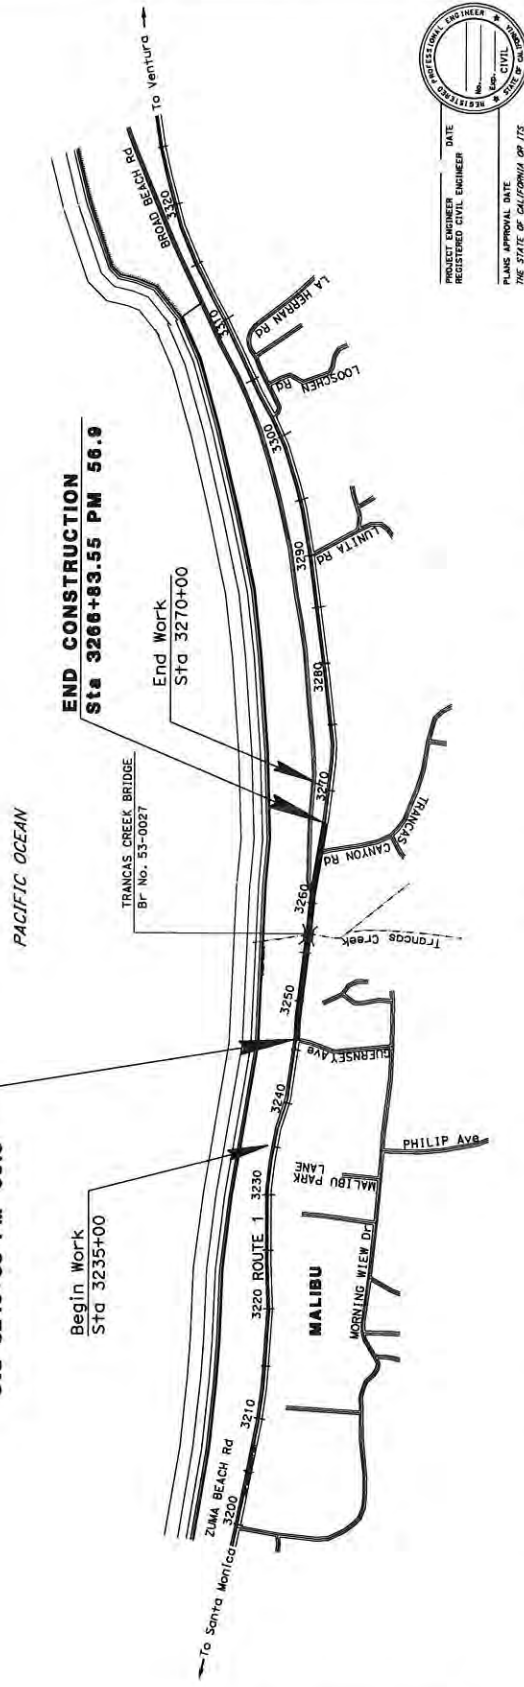 PACIFIC OCEAN
END CONSTRUCTION
Sta 3266+83.55 PM 56.9
End Work
Sta 3270+00
TRANCAS CREEK BRIDGE
Br No. 53-0027
Begin Work
Sta 3235+00
To Santa Monica
To Ventura
ZUMA BEACH Rd
BROAD BEACH Rd
3200
3210
3220
ROUTE 1
3230
3240
3250
3260
3270
3280
3290
3300
3310
3320
MALIBU
MORNING WIEW Dr
MALIBU PARK
LANE
PHILIP Ave
GUERNSEY Ave
Trancas Creek
TRANCAS
CANYON Rd
LUNITA Rd
LOOSCHEN Rd
LA HERRAN Rd
PROJECT ENGINEER DATE
REGISTERED CIVIL ENGINEER
PLANS APPROVAL DATE
THE STATE OF CALIFORNIA OR ITS
REGISTERED PROFESSIONAL ENGINEER
No.
Exp.
CIVIL
STATE OF CALIFORNIA